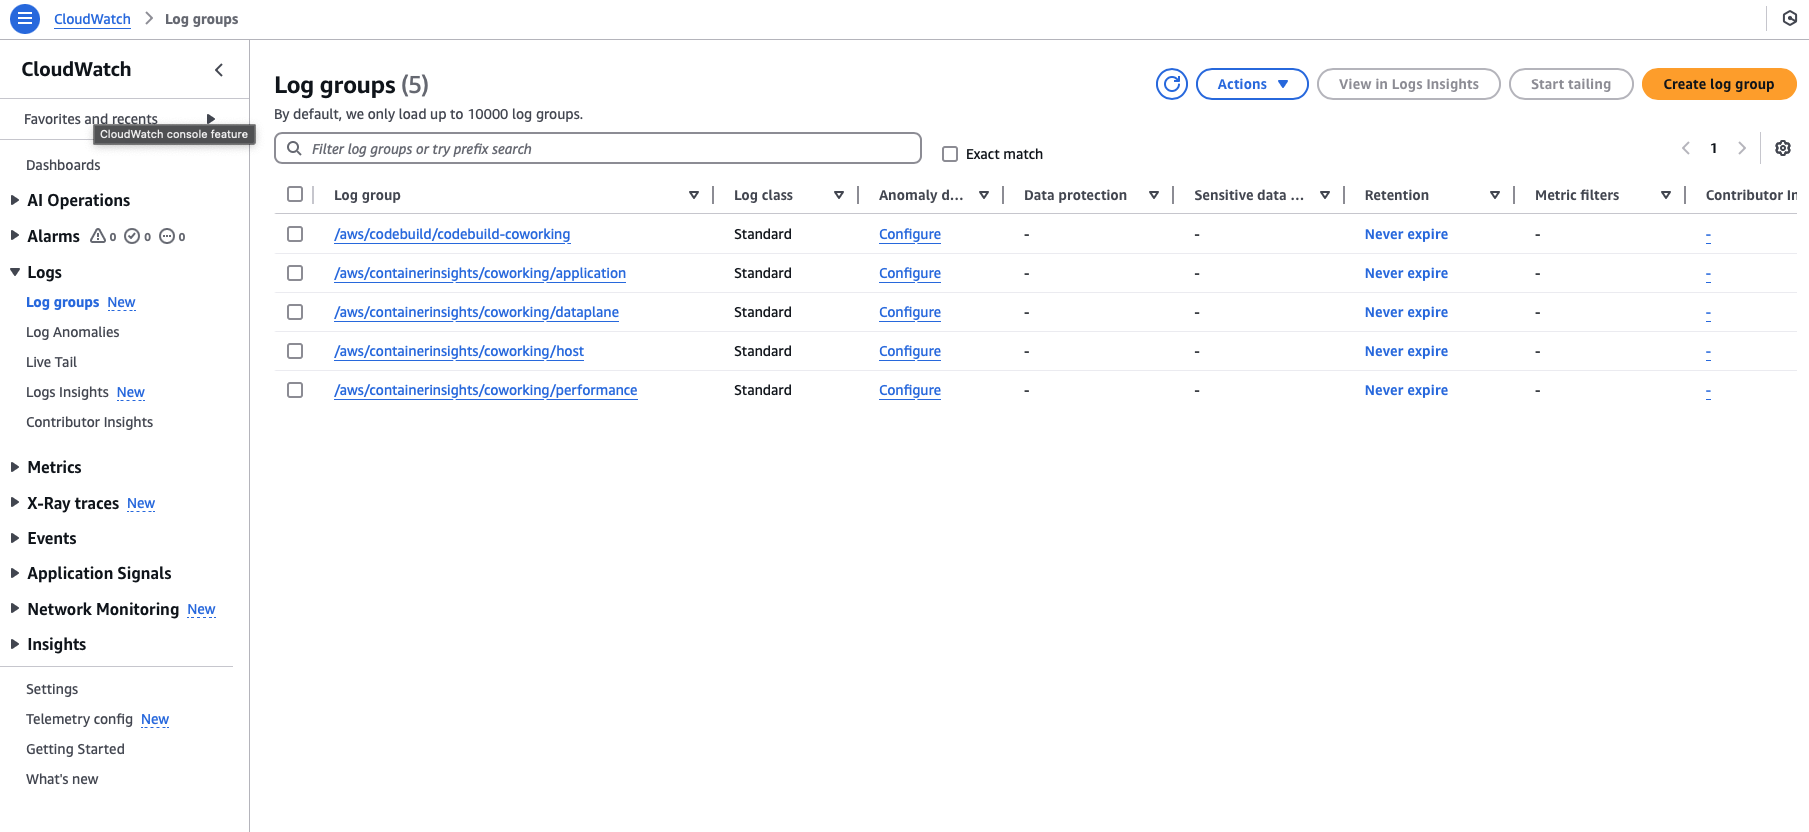 CloudWatch > Log groups
CloudWatch
Favorites and recents
CloudWatch console feature
Dashboards
AI Operations
Alarms 0 0 0
Logs
Log groups New
Log Anomalies
Live Tail
Logs Insights New
Contributor Insights
Metrics
X-Ray traces New
Events
Application Signals
Network Monitoring New
Insights
Settings
Telemetry config New
Getting Started
What's new
Log groups (5)
By default, we only load up to 10000 log groups.
Actions View in Logs Insights Start tailing Create log group
Filter log groups or try prefix search
Exact match
1
Log group Log class Anomaly d... Data protection Sensitive data ... Retention Metric filters Contributor In
/aws/codebuild/codebuild-coworking Standard Configure - - Never expire - -
/aws/containerinsights/coworking/application Standard Configure - - Never expire - -
/aws/containerinsights/coworking/dataplane Standard Configure - - Never expire - -
/aws/containerinsights/coworking/host Standard Configure - - Never expire - -
/aws/containerinsights/coworking/performance Standard Configure - - Never expire - -